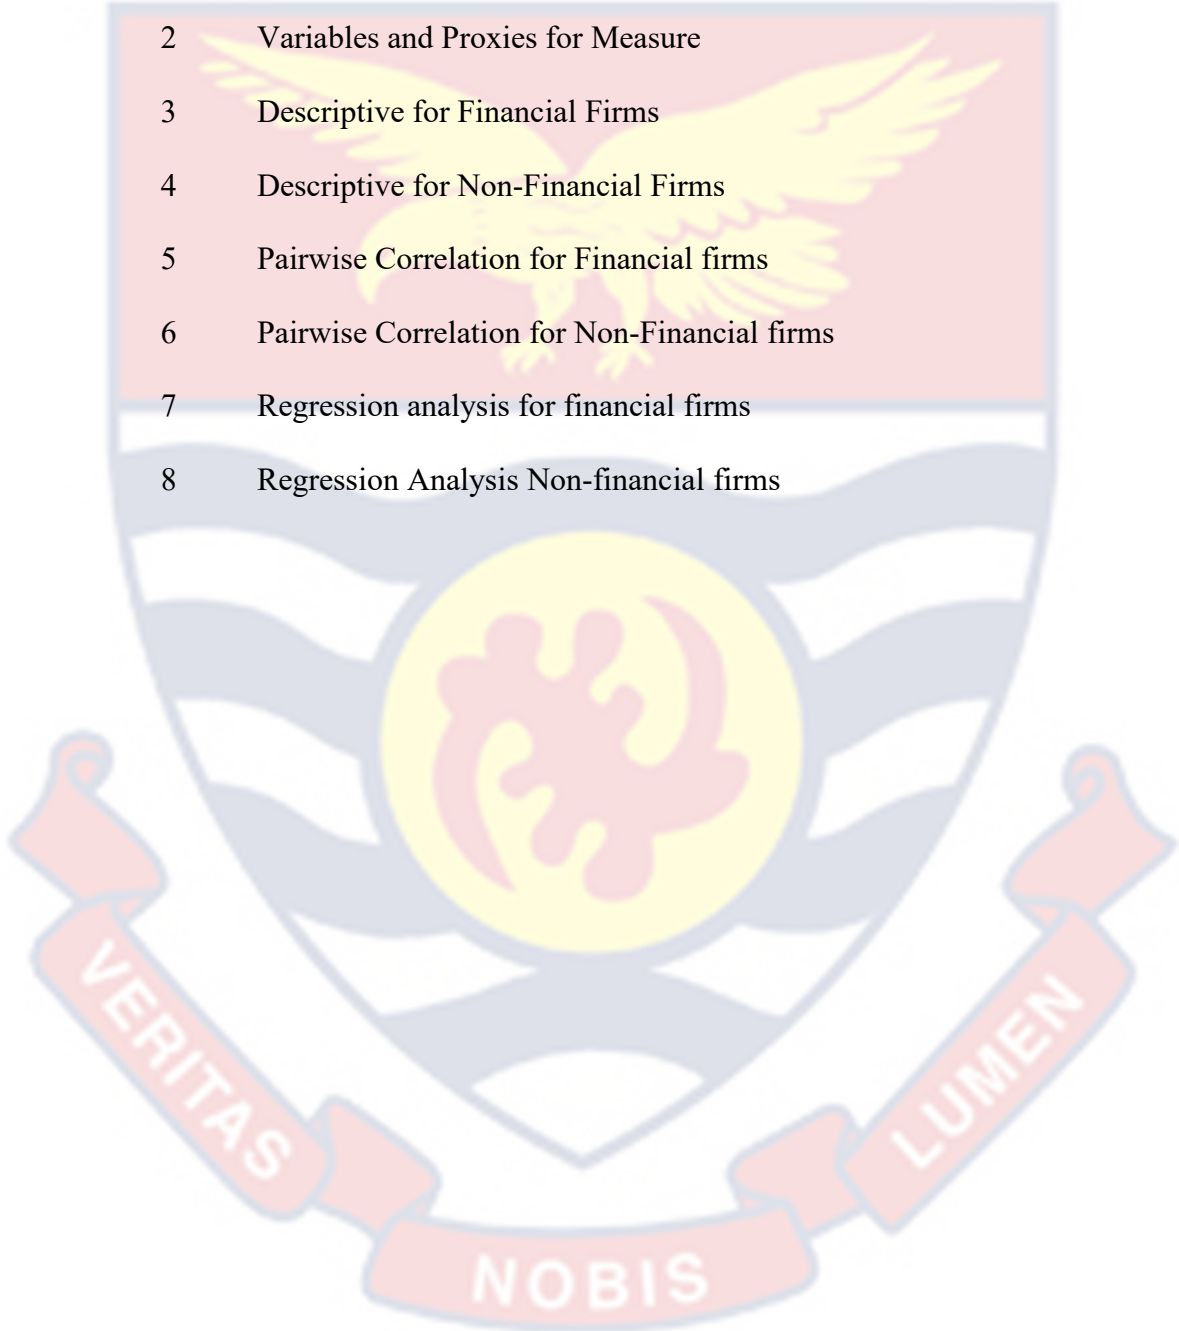 2 Variables and Proxies for Measure
3 Descriptive for Financial Firms
4 Descriptive for Non-Financial Firms
5 Pairwise Correlation for Financial firms
6 Pairwise Correlation for Non-Financial firms
7 Regression analysis for financial firms
8 Regression Analysis Non-financial firms
VERITAS
NOBIS
LUMEN